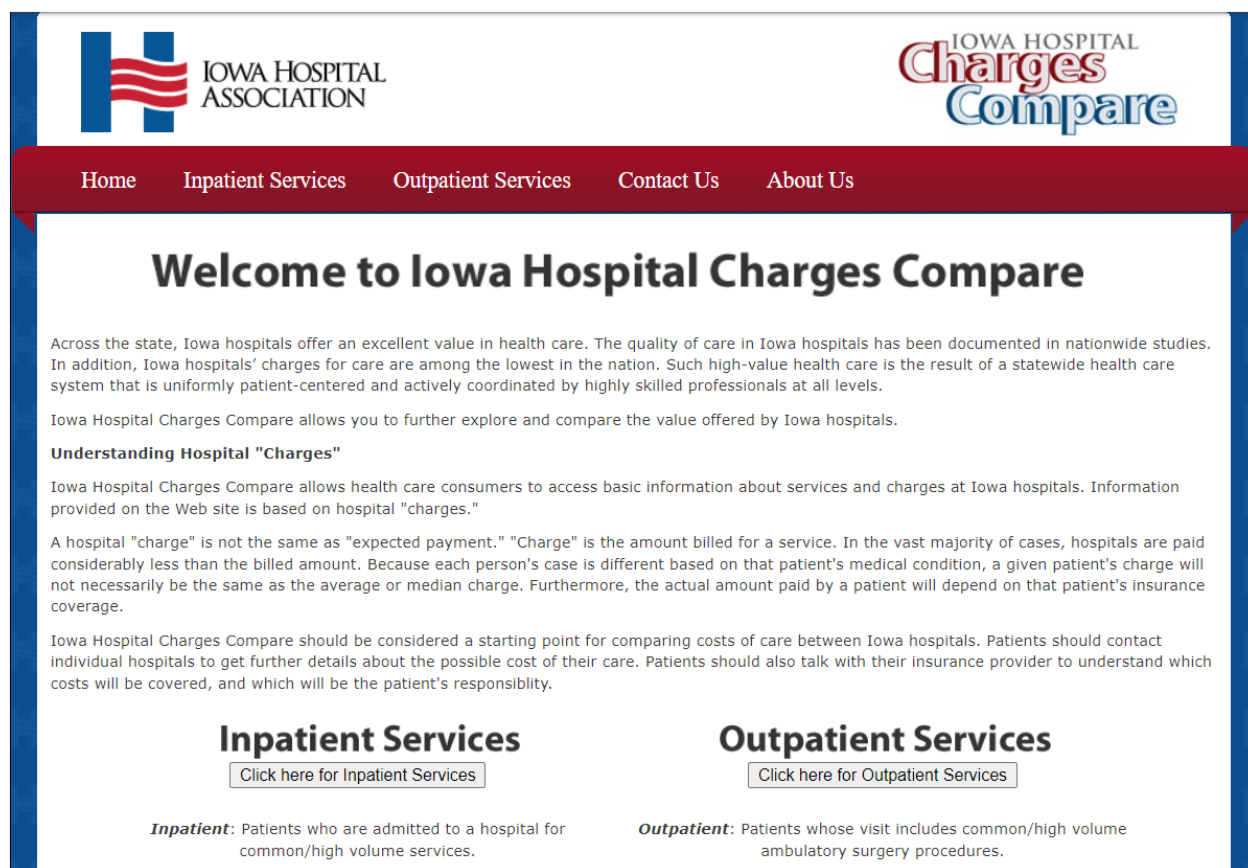 IOWA HOSPITAL
ASSOCIATION
IOWA HOSPITAL
Charges
Compare
Home Inpatient Services Outpatient Services Contact Us About Us
Welcome to Iowa Hospital Charges Compare
Across the state, Iowa hospitals offer an excellent value in health care. The quality of care in Iowa hospitals has been documented in nationwide studies.
In addition, Iowa hospitals’ charges for care are among the lowest in the nation. Such high-value health care is the result of a statewide health care
system that is uniformly patient-centered and actively coordinated by highly skilled professionals at all levels.
Iowa Hospital Charges Compare allows you to further explore and compare the value offered by Iowa hospitals.
Understanding Hospital "Charges"
Iowa Hospital Charges Compare allows health care consumers to access basic information about services and charges at Iowa hospitals. Information
provided on the Web site is based on hospital "charges."
A hospital "charge" is not the same as "expected payment." "Charge" is the amount billed for a service. In the vast majority of cases, hospitals are paid
considerably less than the billed amount. Because each person's case is different based on that patient's medical condition, a given patient's charge will
not necessarily be the same as the average or median charge. Furthermore, the actual amount paid by a patient will depend on that patient's insurance
coverage.
Iowa Hospital Charges Compare should be considered a starting point for comparing costs of care between Iowa hospitals. Patients should contact
individual hospitals to get further details about the possible cost of their care. Patients should also talk with their insurance provider to understand which
costs will be covered, and which will be the patient's responsiblity.
Inpatient Services
Click here for Inpatient Services
Inpatient: Patients who are admitted to a hospital for
common/high volume services.
Outpatient Services
Click here for Outpatient Services
Outpatient: Patients whose visit includes common/high volume
ambulatory surgery procedures.